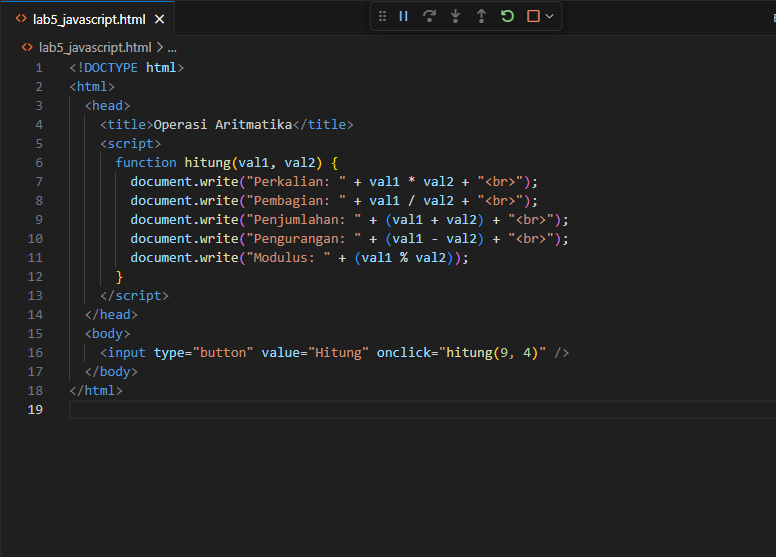 lab5_javascript.html
lab5_javascript.html > ...
1 <!DOCTYPE html>
2 <html>
3   <head>
4     <title>Operasi Aritmatika</title>
5     <script>
6       function hitung(val1, val2) {
7         document.write("Perkalian: " + val1 * val2 + "<br>");
8         document.write("Pembagian: " + val1 / val2 + "<br>");
9         document.write("Penjumlahan: " + (val1 + val2) + "<br>");
10         document.write("Pengurangan: " + (val1 - val2) + "<br>");
11         document.write("Modulus: " + (val1 % val2));
12       }
13     </script>
14   </head>
15   <body>
16     <input type="button" value="Hitung" onclick="hitung(9, 4)" />
17   </body>
18 </html>
19